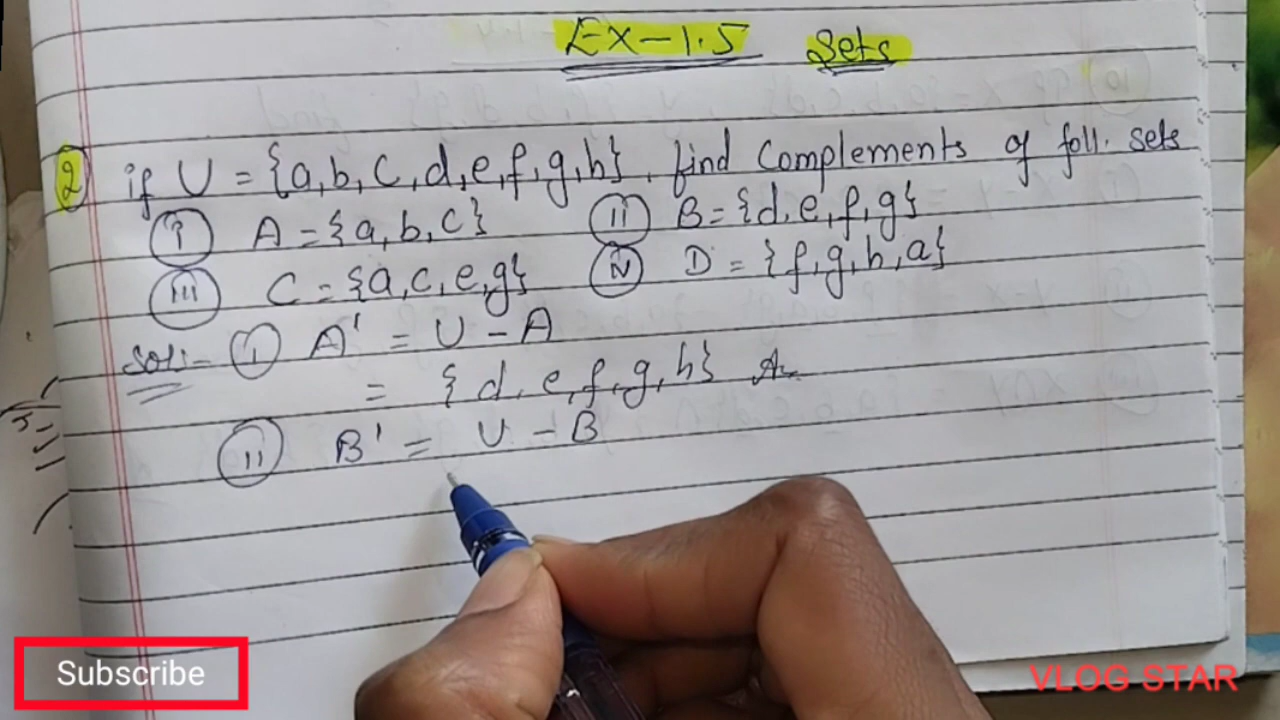 Ex-1.5 Sets
2 if U = {a,b,c,d,e,f,g,h}, find Complements of foll. sets
(i) A = {a,b,c} (ii) B = {d,e,f,g}
(iii) C = {a,c,e,g} (iv) D = {f,g,h,a}
Sol:- (i) A' = U - A
= {d,e,f,g,h} A
(ii) B' = U - B
Subscribe
VLOG STAR